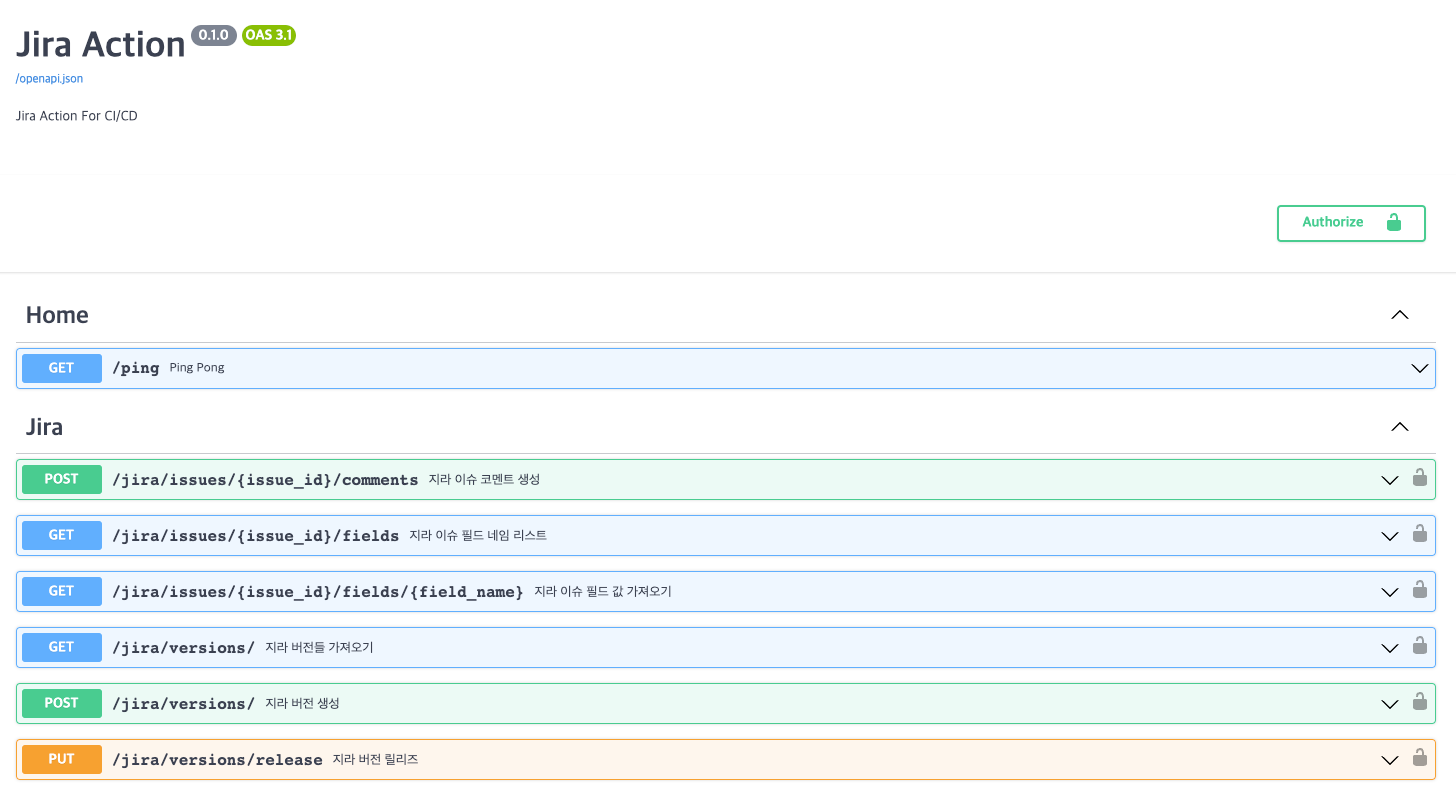 Jira Action 0.1.0 OAS 3.1
/openapi.json
Jira Action For CI/CD
Authorize
Home
GET /ping Ping Pong
Jira
POST /jira/issues/{issue_id}/comments 지라 이슈 코멘트 생성
GET /jira/issues/{issue_id}/fields 지라 이슈 필드 네임 리스트
GET /jira/issues/{issue_id}/fields/{field_name} 지라 이슈 필드 값 가져오기
GET /jira/versions/ 지라 버전들 가져오기
POST /jira/versions/ 지라 버전 생성
PUT /jira/versions/release 지라 버전 릴리즈